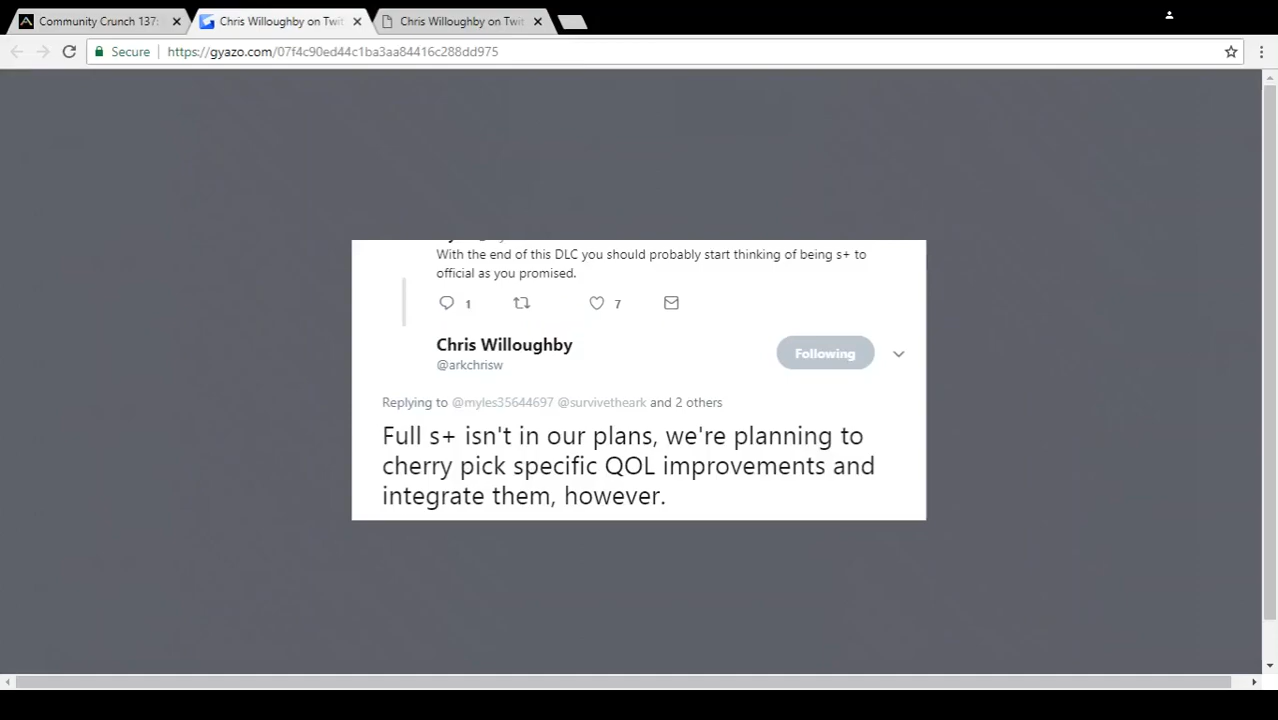 Community Crunch 137:
Chris Willoughby on Twit
Chris Willoughby on Twit
Secure
https://gyazo.com/07f4c90ed44c1ba3aa84416c288dd975
With the end of this DLC you should probably start thinking of being s+ to
official as you promised.
1
7
Chris Willoughby
@arkchrisw
Following
Replying to @myles35644697 @survivetheark and 2 others
Full s+ isn't in our plans, we're planning to
cherry pick specific QOL improvements and
integrate them, however.